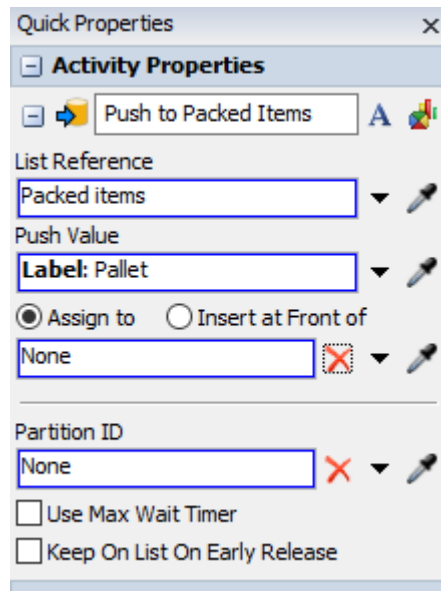 Quick Properties
Activity Properties
Push to Packed Items A
List Reference
Packed items
Push Value
Label: Pallet
Assign to Insert at Front of
None
Partition ID
None
Use Max Wait Timer
Keep On List On Early Release